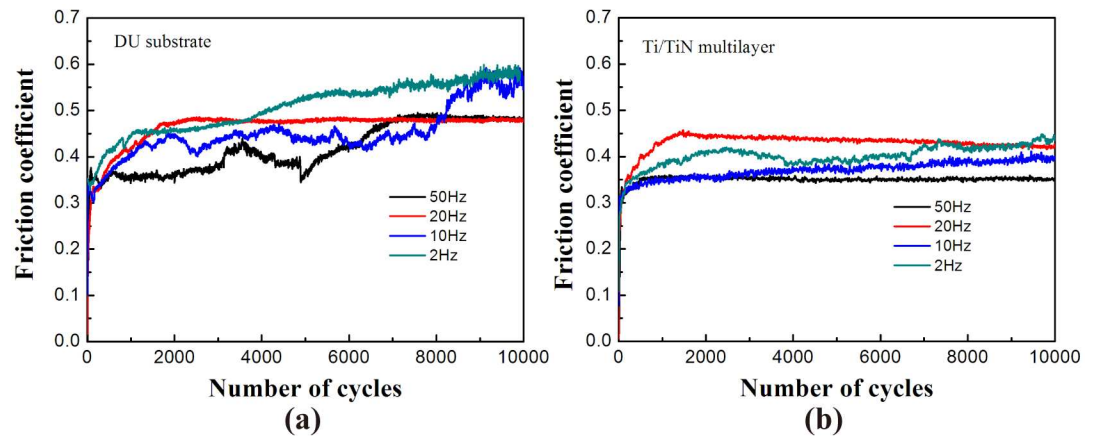 DU substrate
Friction coefficient
0.7
0.6
0.5
0.4
0.3
0.2
0.1
0.0
50Hz
20Hz
10Hz
2Hz
0 2000 4000 6000 8000 10000
Number of cycles
(a)
Ti/TiN multilayer
Friction coefficient
0.7
0.6
0.5
0.4
0.3
0.2
0.1
0.0
50Hz
20Hz
10Hz
2Hz
0 2000 4000 6000 8000 10000
Number of cycles
(b)